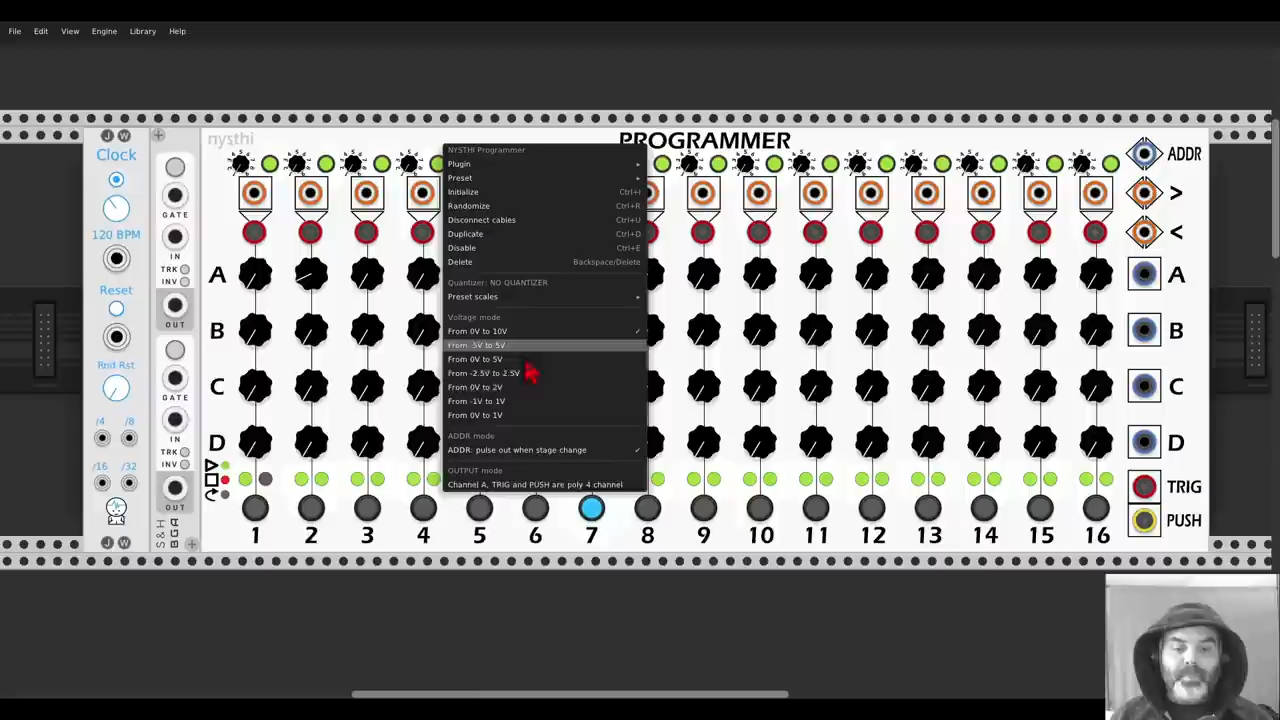 File Edit View Engine Library Help
nysthi
PROGRAMMER
Clock
120 BPM
Reset
Rnd Rst
/4 /8
/16 /32
J W
J W
GATE
IN
TRK
INV
OUT
GATE
IN
TRK
INV
OUT
S&H
BGA
A
B
C
D
NYSTHI Programmer
Plugin
Preset
Initialize Ctrl+I
Randomize Ctrl+R
Disconnect cables Ctrl+U
Duplicate Ctrl+D
Disable Ctrl+E
Delete Backspace/Delete
Quantizer: NO QUANTIZER
Preset scales
Voltage mode
From 0V to 10V ✓
From -5V to 5V
From 0V to 5V
From -2.5V to 2.5V
From 0V to 2V
From -1V to 1V
From 0V to 1V
ADDR mode
ADDR: pulse out when stage change ✓
OUTPUT mode
Channel A, TRIG and PUSH are poly 4 channel
ADDR
>
<
A
B
C
D
TRIG
PUSH
1 2 3 4 5 6 7 8 9 10 11 12 13 14 15 16